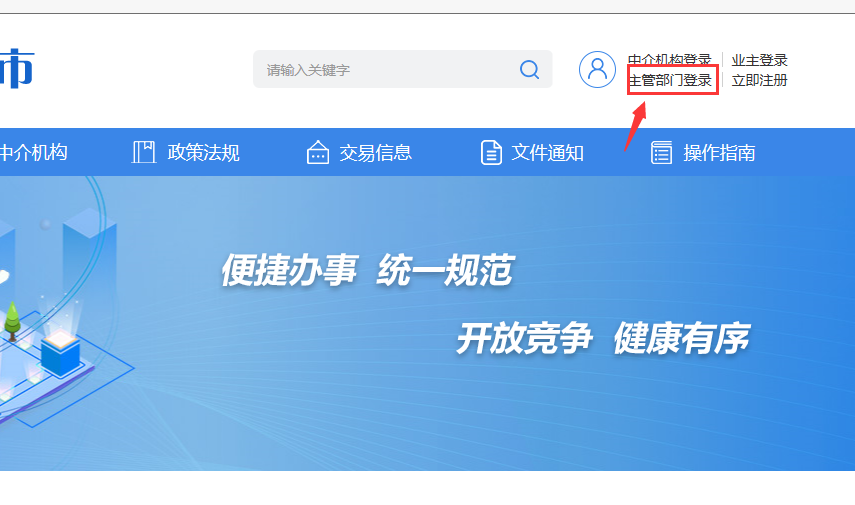 市
请输入关键字
中介机构登录 业主登录
主管部门登录 立即注册
中介机构 政策法规 交易信息 文件通知 操作指南
便捷办事 统一规范
开放竞争 健康有序